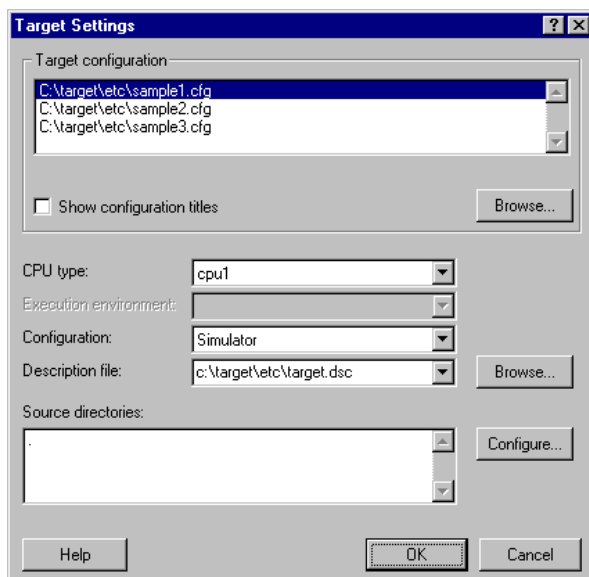 Target Settings
Target configuration
C:\target\etc\sample1.cfg
C:\target\etc\sample2.cfg
C:\target\etc\sample3.cfg
Show configuration titles
Browse...
CPU type:
cpu1
Execution environment:
Configuration:
Simulator
Description file:
c:\target\etc\target.dsc
Browse...
Source directories:
.
Configure...
Help
OK
Cancel